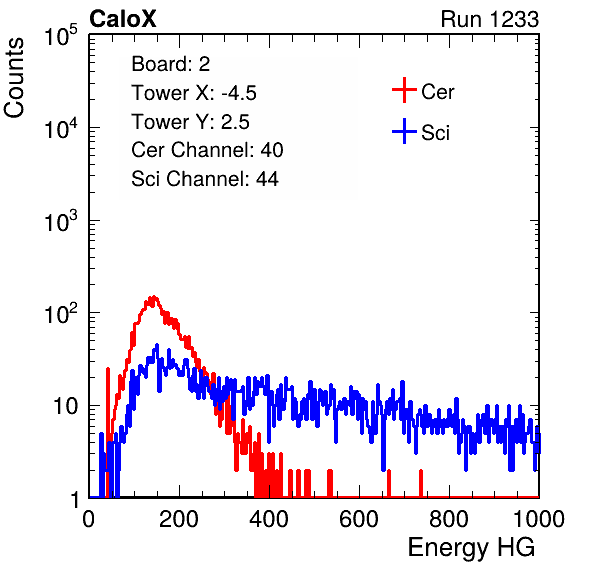 CaloX Run 1233
Counts
10^5
10^4
10^3
10^2
10
1
Board: 2
Tower X: -4.5
Tower Y: 2.5
Cer Channel: 40
Sci Channel: 44
Cer
Sci
0 200 400 600 800 1000
Energy HG